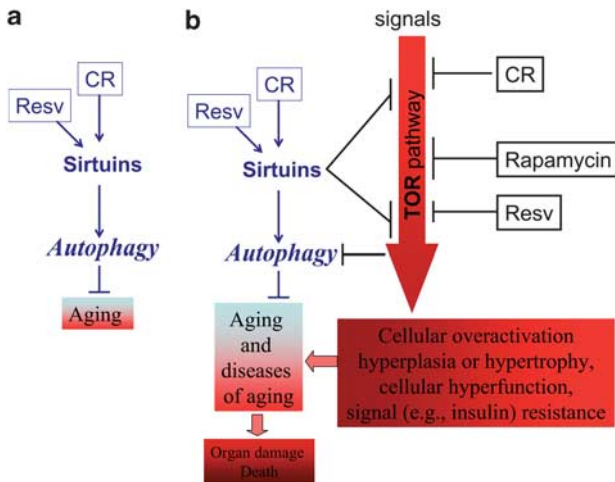 a
CR
Resv
Sirtuins
Autophagy
Aging
b
signals
CR
Resv
Sirtuins
Autophagy
TOR pathway
CR
Rapamycin
Resv
Aging
and
diseases
of aging
Cellular overactivation
hyperplasia or hypertrophy,
cellular hyperfunction,
signal (e.g., insulin) resistance
Organ damage
Death